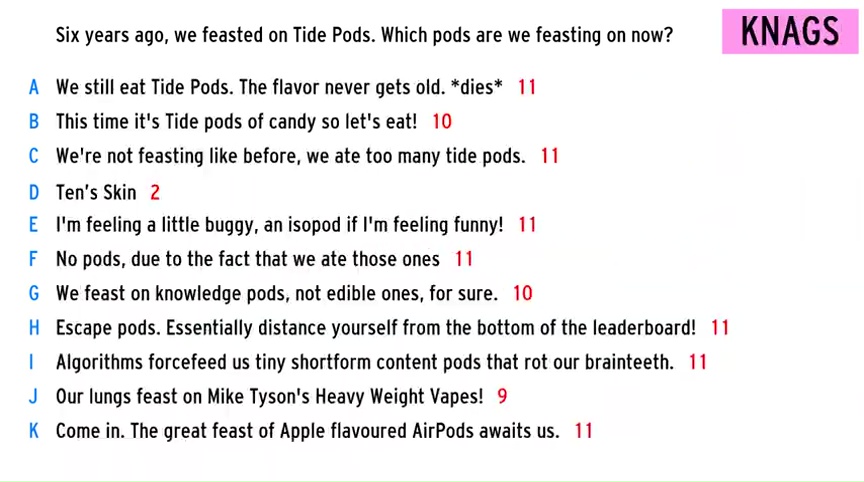 Six years ago, we feasted on Tide Pods. Which pods are we feasting on now?
KNAGS
A We still eat Tide Pods. The flavor never gets old. *dies* 11
B This time it's Tide pods of candy so let's eat! 10
C We're not feasting like before, we ate too many tide pods. 11
D Ten's Skin 2
E I'm feeling a little buggy, an isopod if I'm feeling funny! 11
F No pods, due to the fact that we ate those ones 11
G We feast on knowledge pods, not edible ones, for sure. 10
H Escape pods. Essentially distance yourself from the bottom of the leaderboard! 11
I Algorithms forcefeed us tiny shortform content pods that rot our brainteeth. 11
J Our lungs feast on Mike Tyson's Heavy Weight Vapes! 9
K Come in. The great feast of Apple flavoured AirPods awaits us. 11